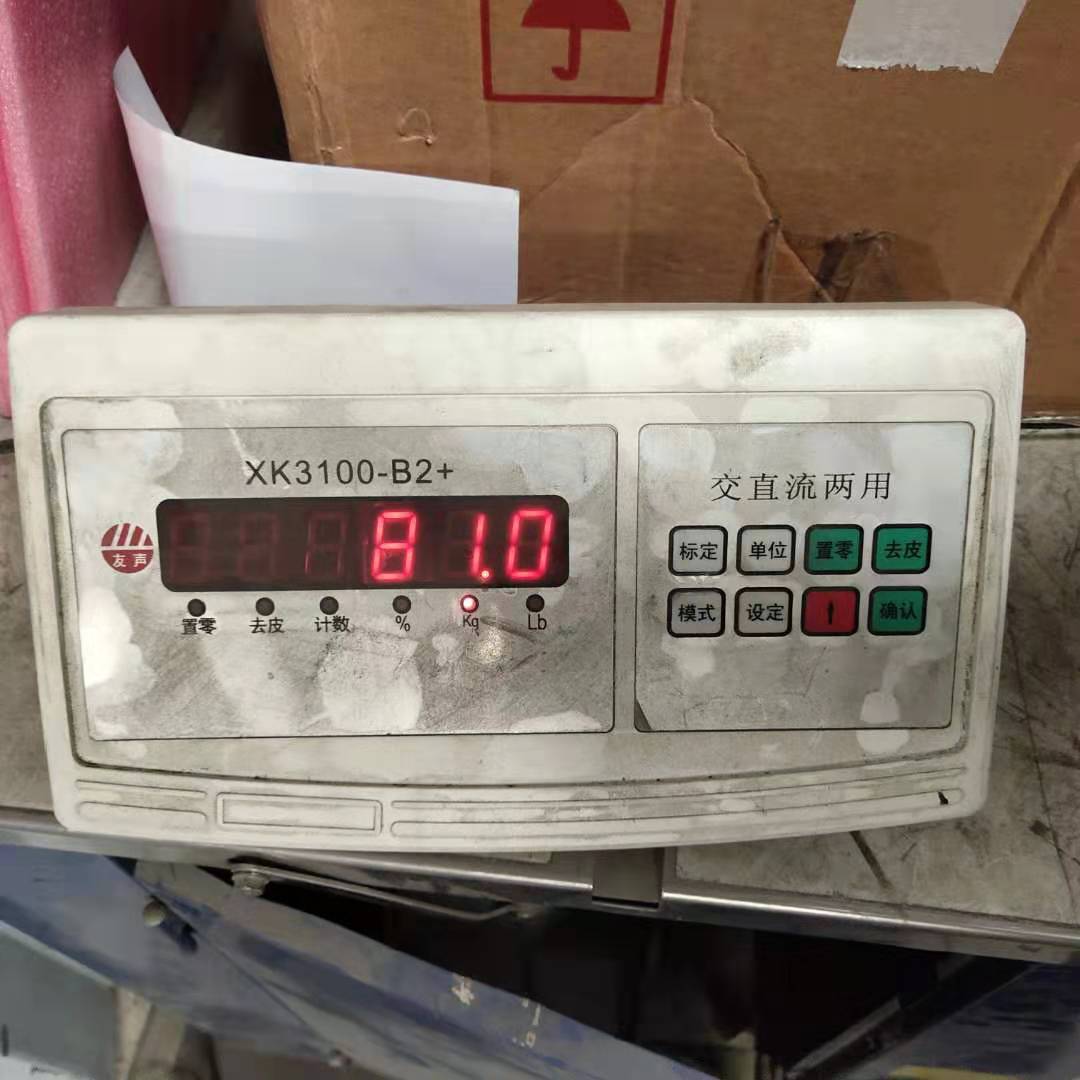 XK3100-B2+
交直流两用
友声
81.0
置零 去皮 计数 % Kg Lb
标定 单位 置零 去皮
模式 设定 确认